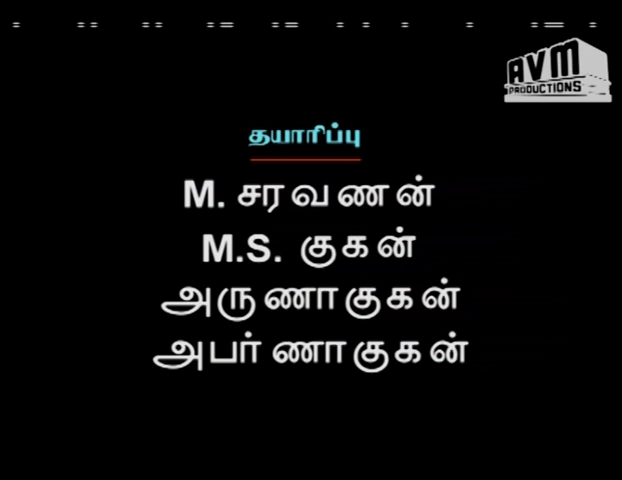 AVM
PRODUCTIONS
தயாரிப்பு
M. சரவணன்
M.S. குகன்
அருணாகுகன்
அபர்ணாகுகன்